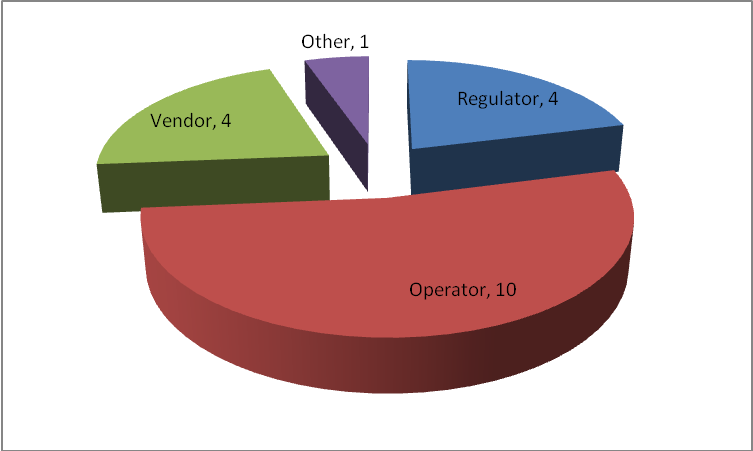 Other, 1
Regulator, 4
Vendor, 4
Operator, 10